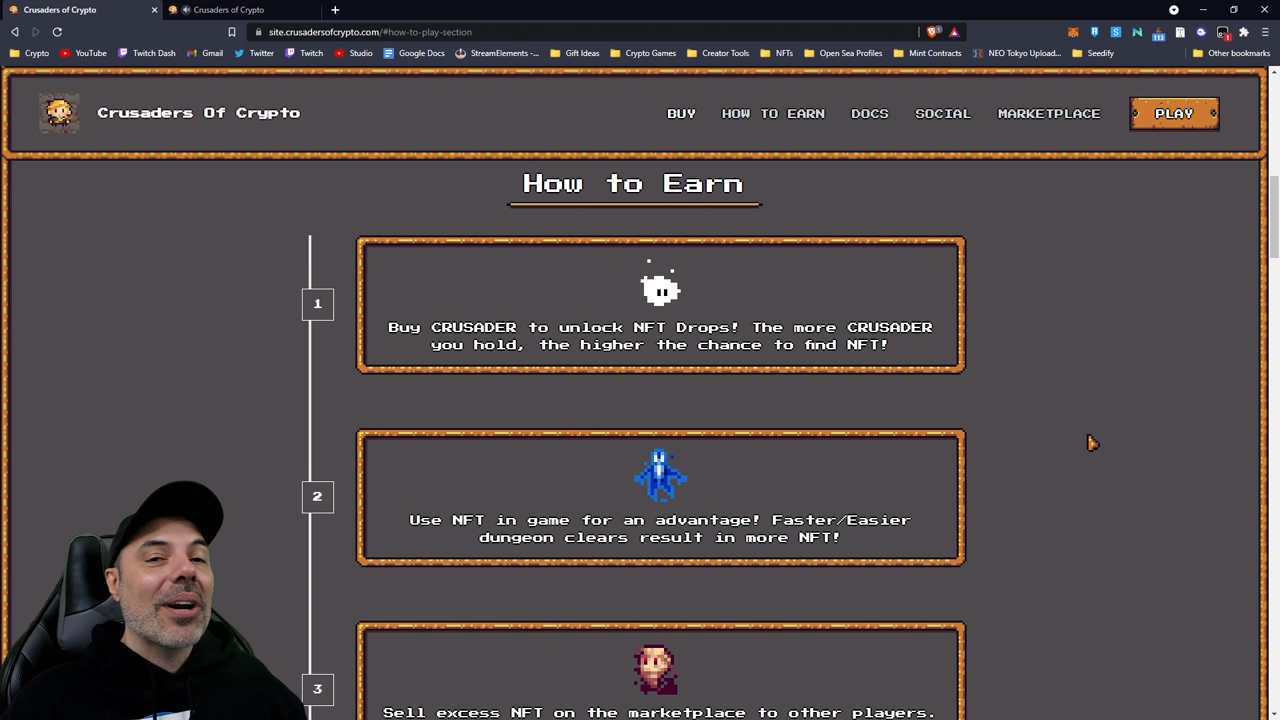 Crusaders of Crypto
Crusaders of Crypto
site.crusadersofcrypto.com/#how-to-play-section
Crypto
YouTube
Twitch Dash
Gmail
Twitter
Twitch
Studio
Google Docs
StreamElements -...
Gift Ideas
Crypto Games
Creator Tools
NFTs
Open Sea Profiles
Mint Contracts
NEO Tokyo Upload...
Seedify
Other bookmarks
Crusaders Of Crypto
BUY
HOW TO EARN
DOCS
SOCIAL
MARKETPLACE
PLAY
How to Earn
1
Buy CRUSADER to unlock NFT Drops! The more CRUSADER
you hold, the higher the chance to find NFT!
2
Use NFT in game for an advantage! Faster/Easier
dungeon clears result in more NFT!
3
Sell excess NFT on the marketplace to other players.